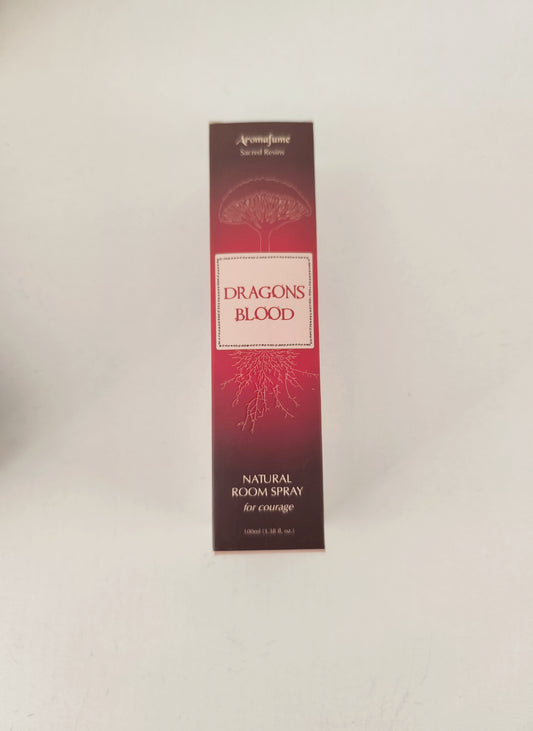 Aromafume
Sacred Resins
DRAGONS
BLOOD
NATURAL
ROOM SPRAY
for courage
100ml (3.38 fl. oz.)